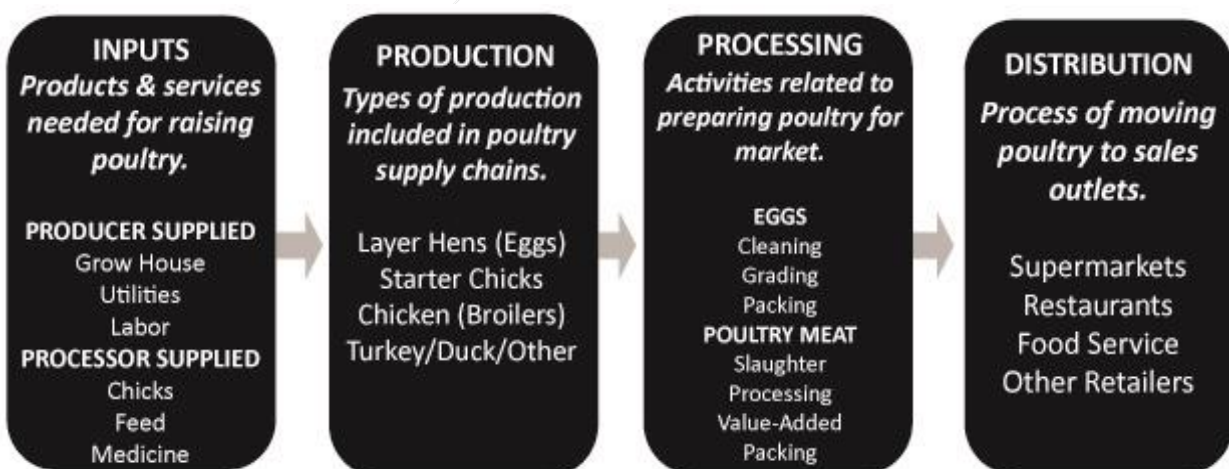 INPUTS
Products & services
needed for raising
poultry.
PRODUCER SUPPLIED
Grow House
Utilities
Labor
PROCESSOR SUPPLIED
Chicks
Feed
Medicine
PRODUCTION
Types of production
included in poultry
supply chains.
Layer Hens (Eggs)
Starter Chicks
Chicken (Broilers)
Turkey/Duck/Other
PROCESSING
Activities related to
preparing poultry for
market.
EGGS
Cleaning
Grading
Packing
POULTRY MEAT
Slaughter
Processing
Value-Added
Packing
DISTRIBUTION
Process of moving
poultry to sales
outlets.
Supermarkets
Restaurants
Food Service
Other Retailers